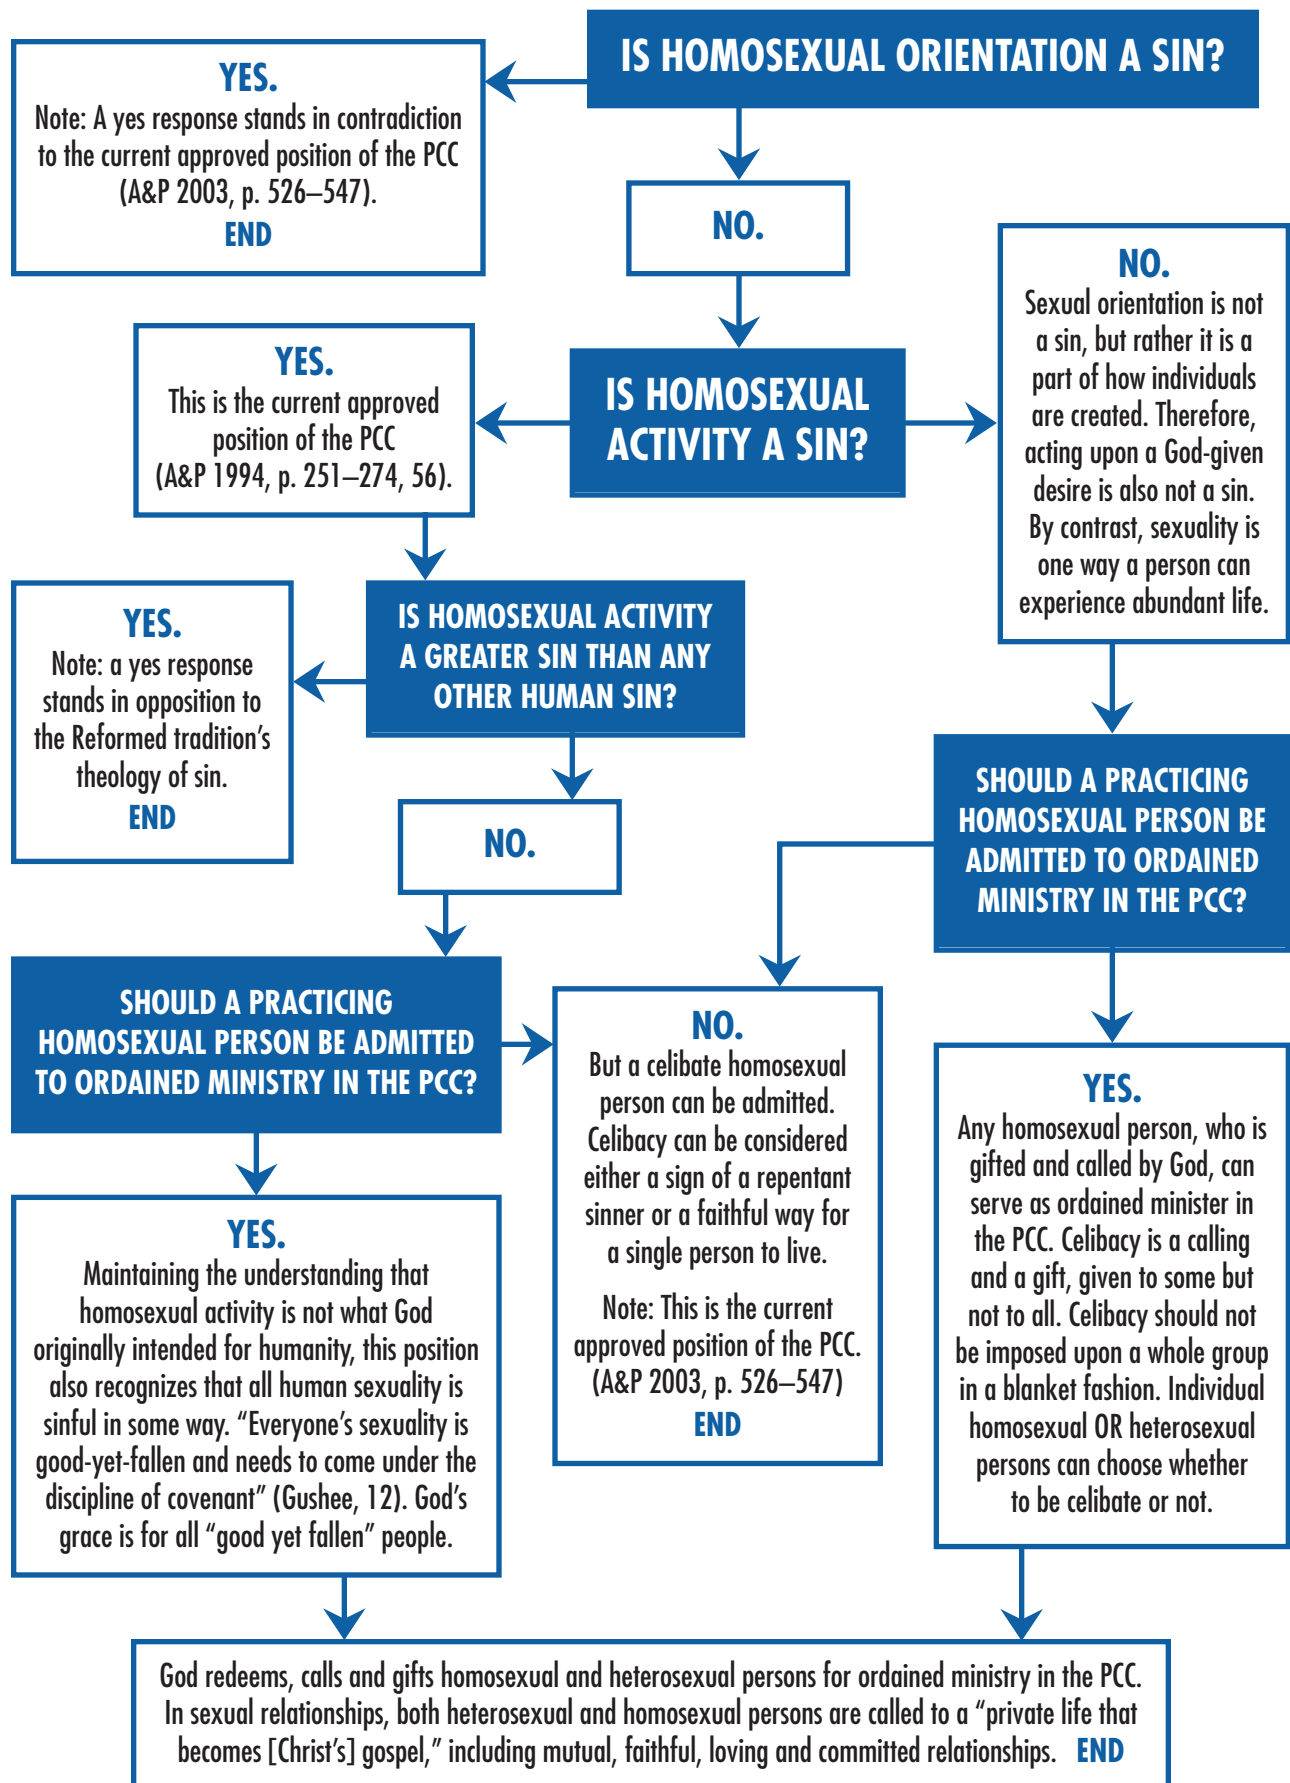 IS HOMOSEXUAL ORIENTATION A SIN?
YES.
Note: A yes response stands in contradiction
to the current approved position of the PCC
(A&P 2003, p. 526–547).
END
NO.
NO.
Sexual orientation is not
a sin, but rather it is a
part of how individuals
are created. Therefore,
acting upon a God-given
desire is also not a sin.
By contrast, sexuality is
one way a person can
experience abundant life.
IS HOMOSEXUAL
ACTIVITY A SIN?
YES.
This is the current approved
position of the PCC
(A&P 1994, p. 251–274, 56).
IS HOMOSEXUAL ACTIVITY
A GREATER SIN THAN ANY
OTHER HUMAN SIN?
YES.
Note: a yes response
stands in opposition to
the Reformed tradition’s
theology of sin.
END
NO.
SHOULD A PRACTICING
HOMOSEXUAL PERSON BE
ADMITTED TO ORDAINED
MINISTRY IN THE PCC?
SHOULD A PRACTICING
HOMOSEXUAL PERSON BE ADMITTED
TO ORDAINED MINISTRY IN THE PCC?
NO.
But a celibate homosexual
person can be admitted.
Celibacy can be considered
either a sign of a repentant
sinner or a faithful way for
a single person to live.
Note: This is the current
approved position of the PCC.
(A&P 2003, p. 526–547)
END
YES.
Any homosexual person, who is
gifted and called by God, can
serve as ordained minister in
the PCC. Celibacy is a calling
and a gift, given to some but
not to all. Celibacy should not
be imposed upon a whole group
in a blanket fashion. Individual
homosexual OR heterosexual
persons can choose whether
to be celibate or not.
YES.
Maintaining the understanding that
homosexual activity is not what God
originally intended for humanity, this position
also recognizes that all human sexuality is
sinful in some way. “Everyone’s sexuality is
good-yet-fallen and needs to come under the
discipline of covenant” (Gushee, 12). God’s
grace is for all “good yet fallen” people.
God redeems, calls and gifts homosexual and heterosexual persons for ordained ministry in the PCC.
In sexual relationships, both heterosexual and homosexual persons are called to a “private life that
becomes [Christ’s] gospel,” including mutual, faithful, loving and committed relationships. END